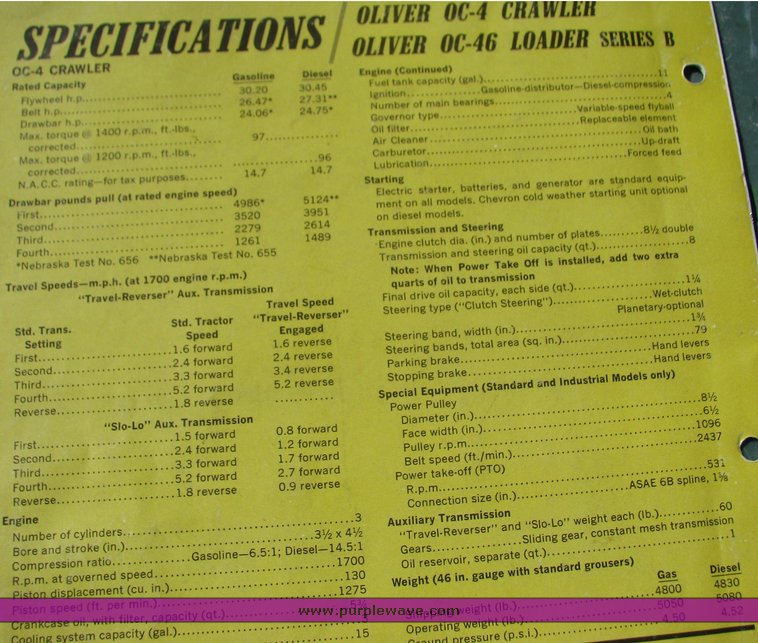 SPECIFICATIONS
OLIVER OC-4 CRAWLER
OLIVER OC-46 LOADER SERIES B
OC-4 CRAWLER
Gasoline Diesel
Rated Capacity
Flywheel h.p. 30.20 30.45
Belt h.p. 26.47* 27.31**
Drawbar h.p. 24.06* 24.75*
Max. torque @ 1400 r.p.m., ft.-lbs.,
corrected 97
Max. torque @ 1200 r.p.m., ft.-lbs.,
corrected 96
N.A.C.C. rating—for tax purposes 14.7 14.7
Drawbar pounds pull (at rated engine speed)
First 4986* 5124**
Second 3520 3951
Third 2279 2614
Fourth 1261 1489
*Nebraska Test No. 656 **Nebraska Test No. 655
Travel Speeds—m.p.h. (at 1700 engine r.p.m.)
"Travel-Reverser" Aux. Transmission
Travel Speed
Std. Trans. Std. Tractor "Travel-Reverser"
Setting Speed Engaged
First 1.6 forward 1.6 reverse
Second 2.4 forward 2.4 reverse
Third 3.3 forward 3.4 reverse
Fourth 5.2 forward 5.2 reverse
Reverse 1.8 reverse
"Slo-Lo" Aux. Transmission
First 1.5 forward 0.8 forward
Second 2.4 forward 1.2 forward
Third 3.3 forward 1.7 forward
Fourth 5.2 forward 2.7 forward
Reverse 1.8 reverse 0.9 reverse
Engine
Number of cylinders 3
Bore and stroke (in.) 3½ x 4½
Compression ratio Gasoline—6.5:1; Diesel—14.5:1
R.p.m. at governed speed 1700
Piston displacement (cu. in.) 130
Piston speed (ft. per min.) 1275
Crankcase oil, with filter, capacity (qt.)
Cooling system capacity (gal.) 15
Engine (Continued)
Fuel tank capacity (gal.) 11
Ignition Gasoline-distributor—Diesel-compression
Number of main bearings 4
Governor type Variable-speed flyball
Oil filter Replaceable element
Air Cleaner Oil bath
Carburetor Up-draft
Lubrication Forced feed
Starting
Electric starter, batteries, and generator are standard equip-
ment on all models. Chevron cold weather starting unit optional
on diesel models.
Transmission and Steering
Engine clutch dia. (in.) and number of plates 8½ double
Transmission and steering oil capacity (qt.) 8
Note: When Power Take Off is installed, add two extra
quarts of oil to transmission
Final drive oil capacity, each side (qt.) 1¼
Steering type ("Clutch Steering") Wet-clutch
Planetary-optional
Steering band, width (in.) 1¾
Steering bands, total area (sq. in.) 79
Parking brake Hand levers
Stopping brake Hand levers
Special Equipment (Standard and Industrial Models only)
Power Pulley
Diameter (in.) 8½
Face width (in.) 6½
Pulley r.p.m. 1096
Belt speed (ft./min.) 2437
Power take-off (PTO)
R.p.m. 531
Connection size (in.) ASAE 6B spline, 1⅜
Auxiliary Transmission
"Travel-Reverser" and "Slo-Lo" weight each (lb.) 60
Gears Sliding gear, constant mesh transmission
Oil reservoir, separate (qt.) 1
Weight (46 in. gauge with standard grousers)
Gas Diesel
Shipping weight (lb.) 4800 4830
Operating weight (lb.) 5050 5080
Ground pressure (p.s.i.) 4.50 4.52
www.purplewave.com